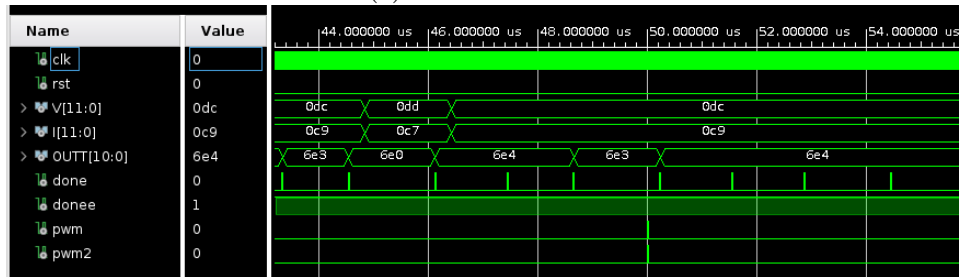 Name Value 44.000000 us 46.000000 us 48.000000 us 50.000000 us 52.000000 us 54.000000 us
clk 0
rst 0
> V[11:0] 0dc 0dc 0dd 0dc
> I[11:0] 0c9 0c9 0c7 0c9
> OUTT[10:0] 6e4 6e3 6e0 6e4 6e3 6e4
done 0
donee 1
pwm 0
pwm2 0